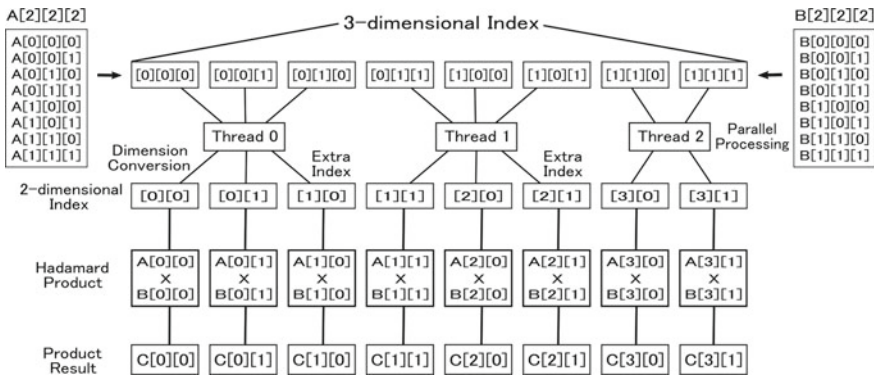 A[2][2][2]
A[0][0][0]
A[0][0][1]
A[0][1][0]
A[0][1][1]
A[1][0][0]
A[1][0][1]
A[1][1][0]
A[1][1][1]
3-dimensional Index
B[2][2][2]
B[0][0][0]
B[0][0][1]
B[0][1][0]
B[0][1][1]
B[1][0][0]
B[1][0][1]
B[1][1][0]
B[1][1][1]
[0][0][0] [0][0][1] [0][1][0] [0][1][1] [1][0][0] [1][0][1] [1][1][0] [1][1][1]
Thread 0 Thread 1 Thread 2
Parallel
Processing
Dimension
Conversion
Extra
Index
Extra
Index
2-dimensional
Index
[0][0] [0][1] [1][0] [1][1] [2][0] [2][1] [3][0] [3][1]
Hadamard
Product
A[0][0] A[0][1] A[1][0] A[1][1] A[2][0] A[2][1] A[3][0] A[3][1]
× × × × × × × ×
B[0][0] B[0][1] B[1][0] B[1][1] B[2][0] B[2][1] B[3][0] B[3][1]
Product
Result
C[0][0] C[0][1] C[1][0] C[1][1] C[2][0] C[2][1] C[3][0] C[3][1]